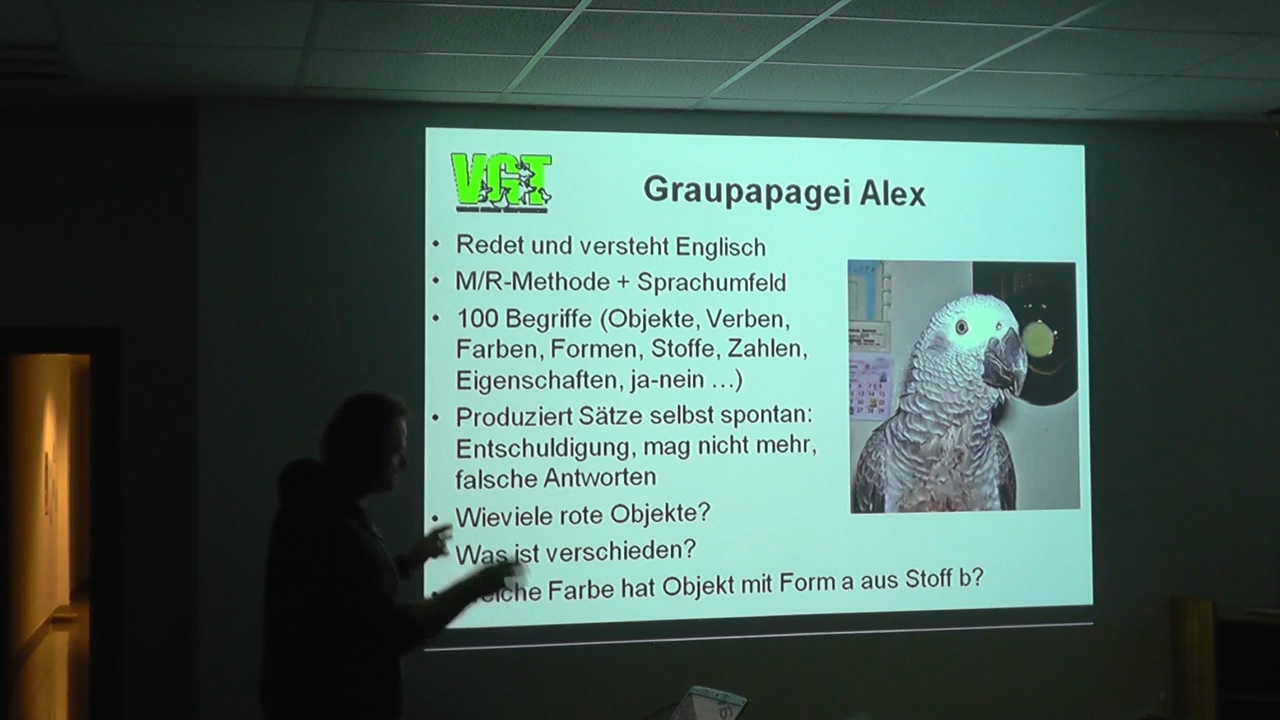 VGT
Graupapagei Alex
• Redet und versteht Englisch
• M/R-Methode + Sprachumfeld
• 100 Begriffe (Objekte, Verben,
Farben, Formen, Stoffe, Zahlen,
Eigenschaften, ja-nein …)
• Produziert Sätze selbst spontan:
Entschuldigung, mag nicht mehr,
falsche Antworten
• Wieviele rote Objekte?
Was ist verschieden?
Farbe hat Objekt mit Form a aus Stoff b?